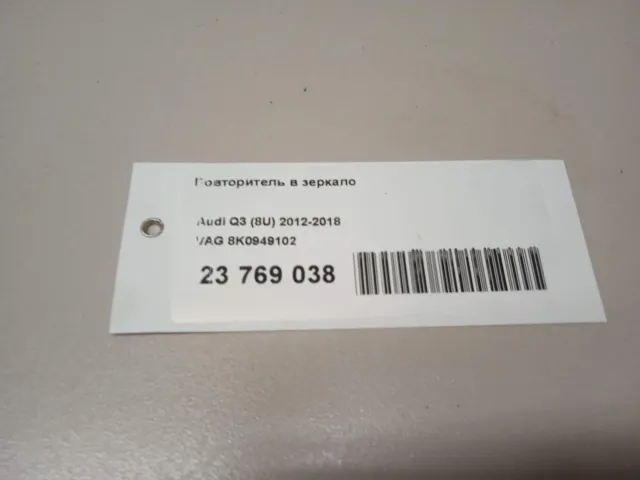 Повторитель в зеркало
Audi Q3 (8U) 2012-2018
VAG 8K0949102
23 769 038